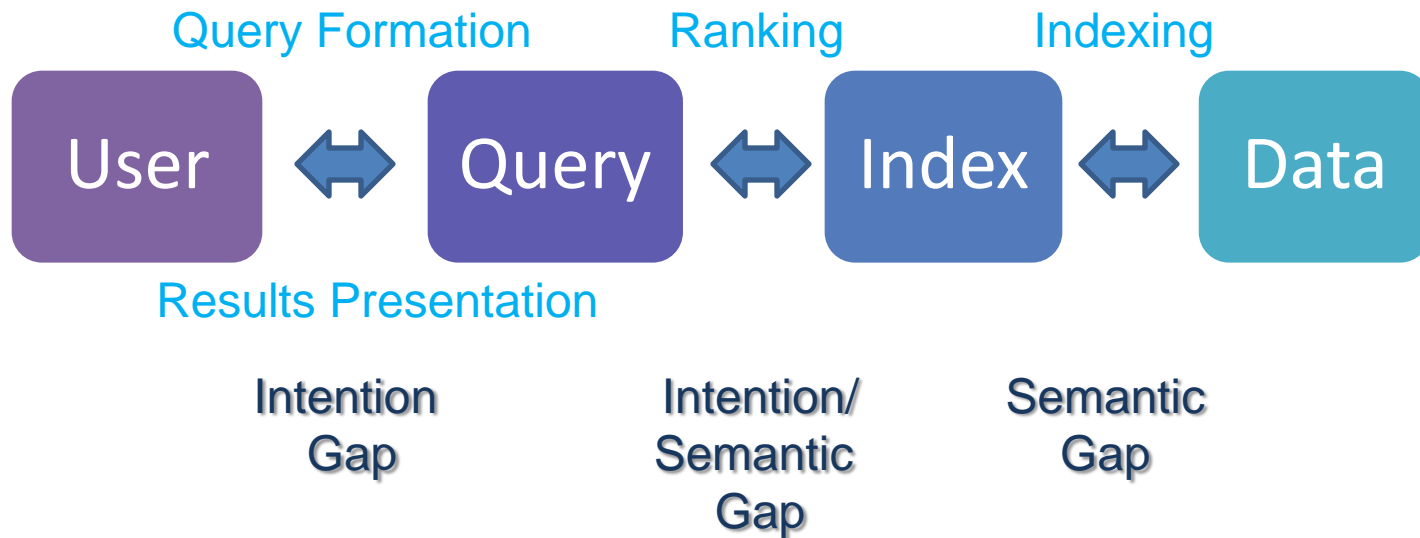 Query Formation Ranking Indexing
User Query Index Data
Results Presentation
Intention Intention/ Semantic
Gap Semantic Gap
Gap